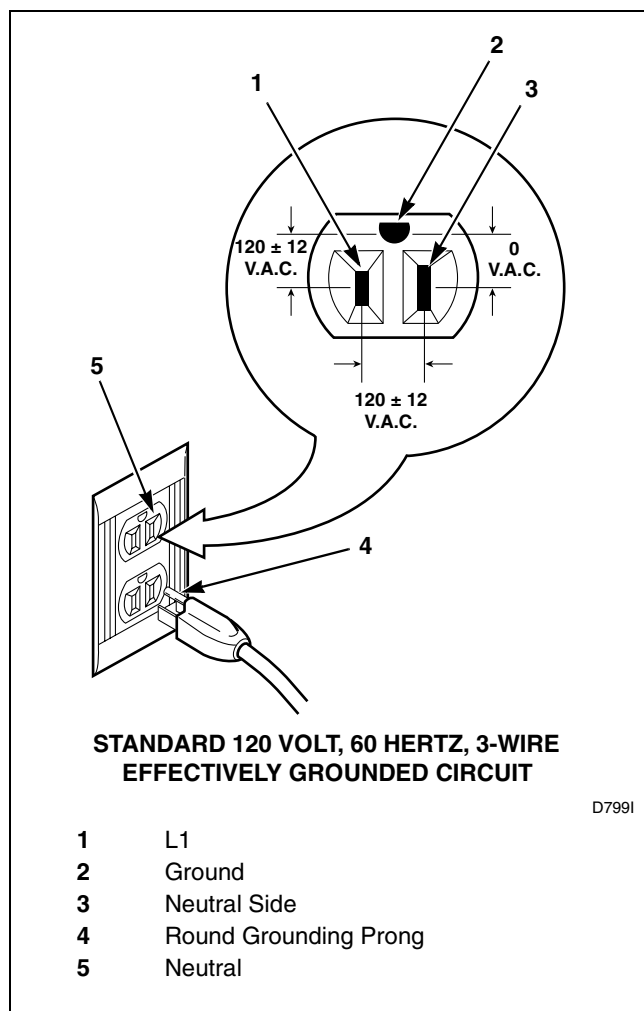 2
1
3
120 ± 12
V.A.C.
0
V.A.C.
120 ± 12
V.A.C.
5
4
STANDARD 120 VOLT, 60 HERTZ, 3-WIRE
EFFECTIVELY GROUNDED CIRCUIT
D799I
1 L1
2 Ground
3 Neutral Side
4 Round Grounding Prong
5 Neutral